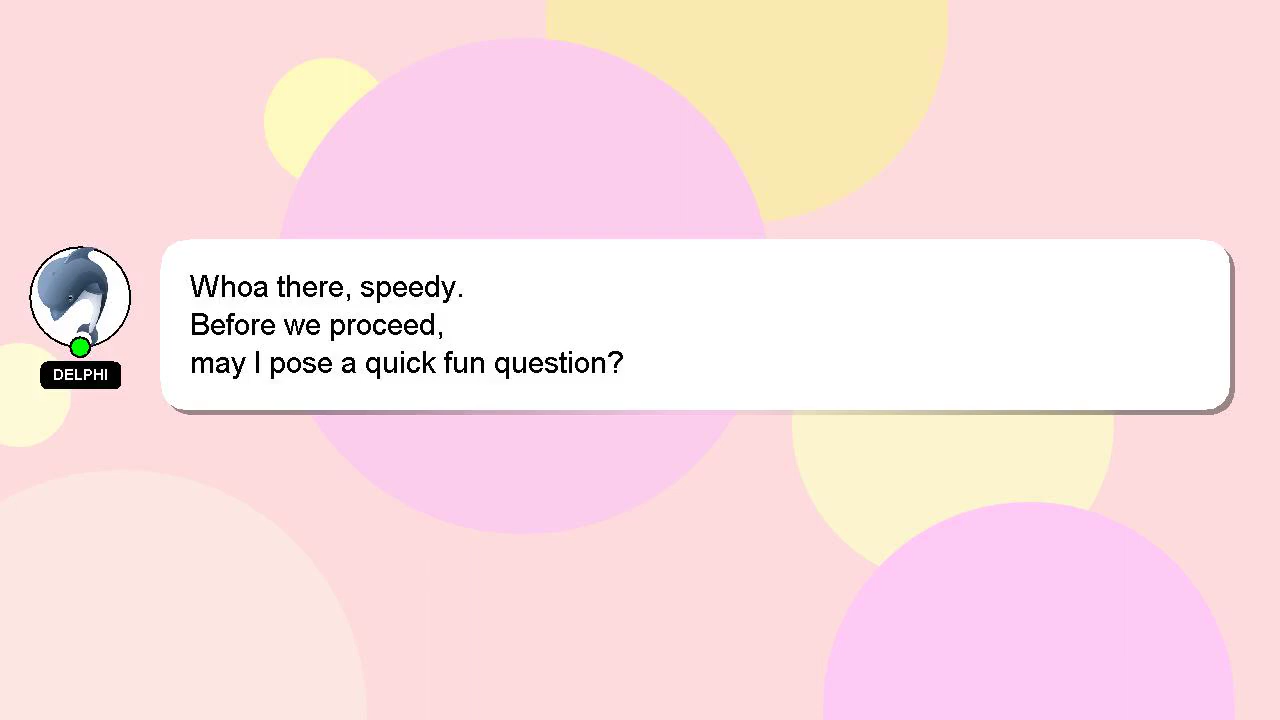 Whoa there, speedy.
Before we proceed,
may I pose a quick fun question?
DELPHI